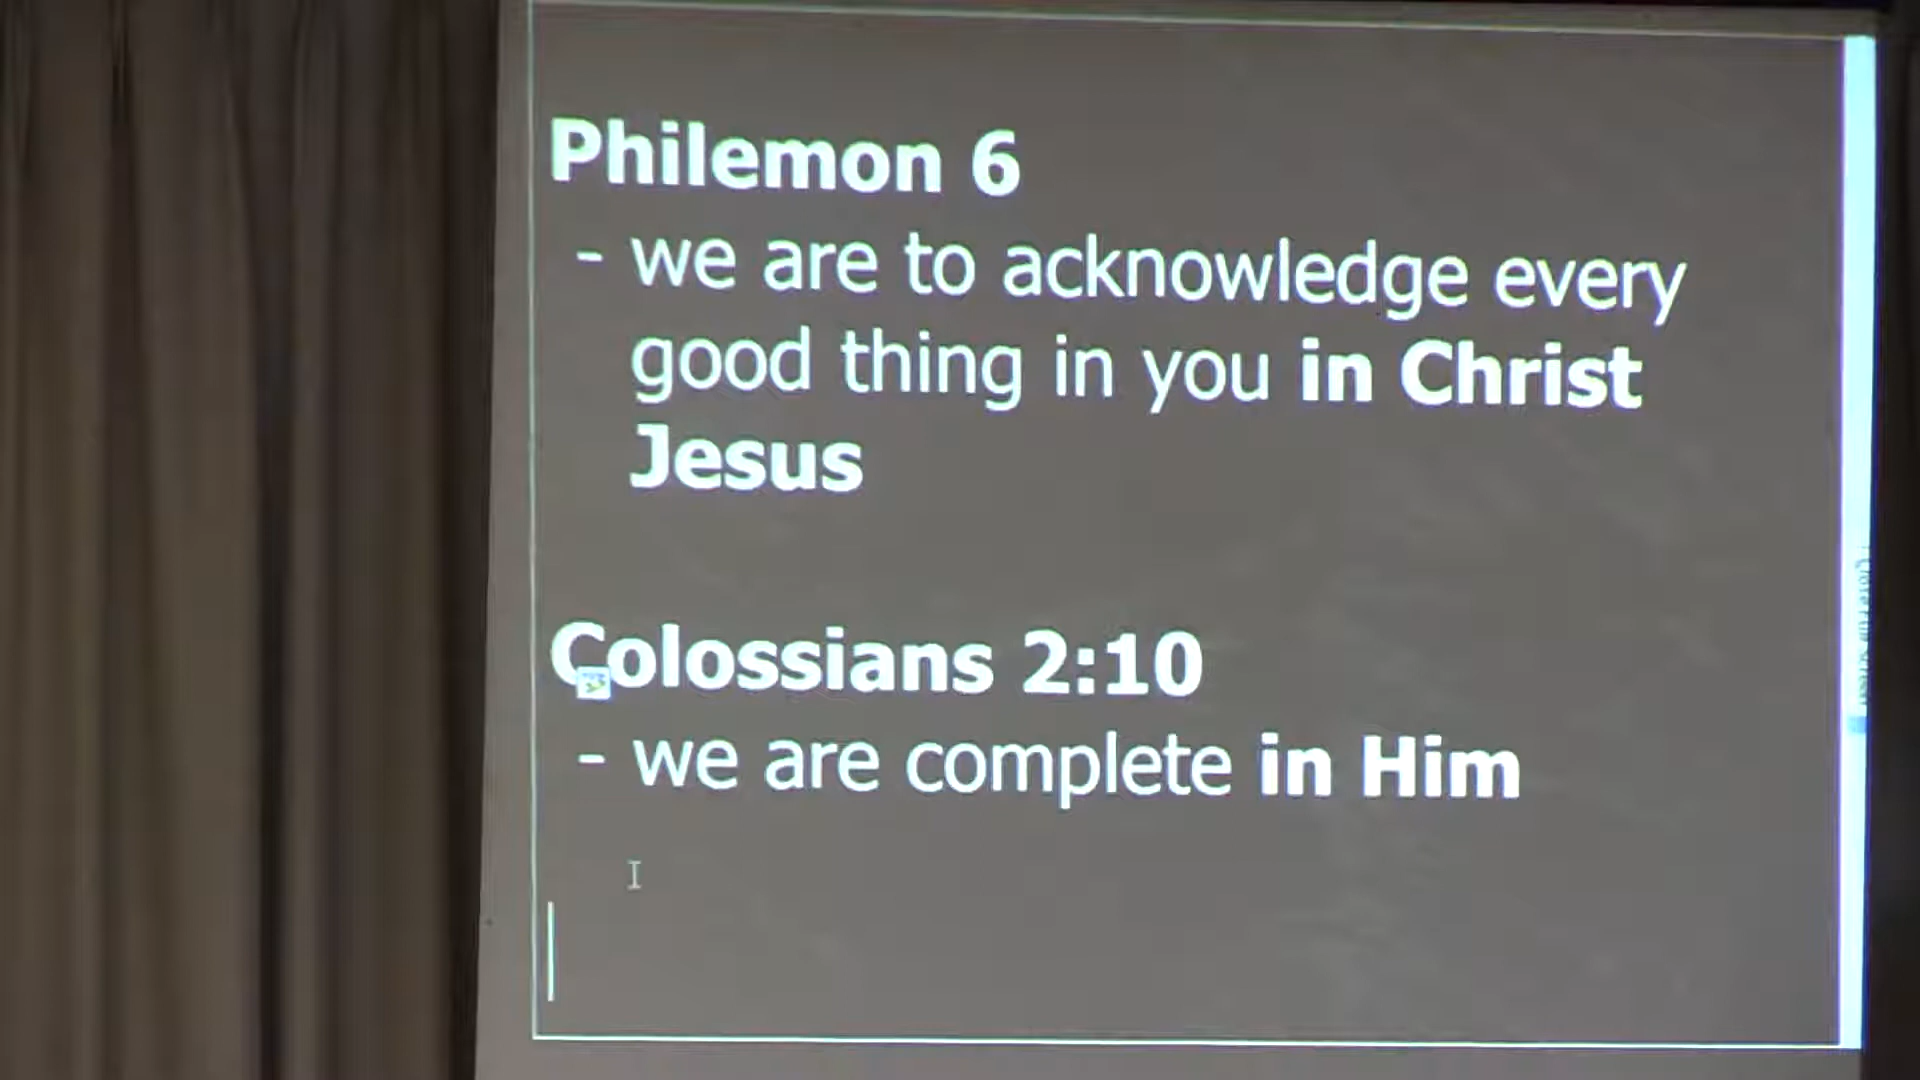 Philemon 6
- we are to acknowledge every
good thing in you in Christ
Jesus
Colossians 2:10
- we are complete in Him